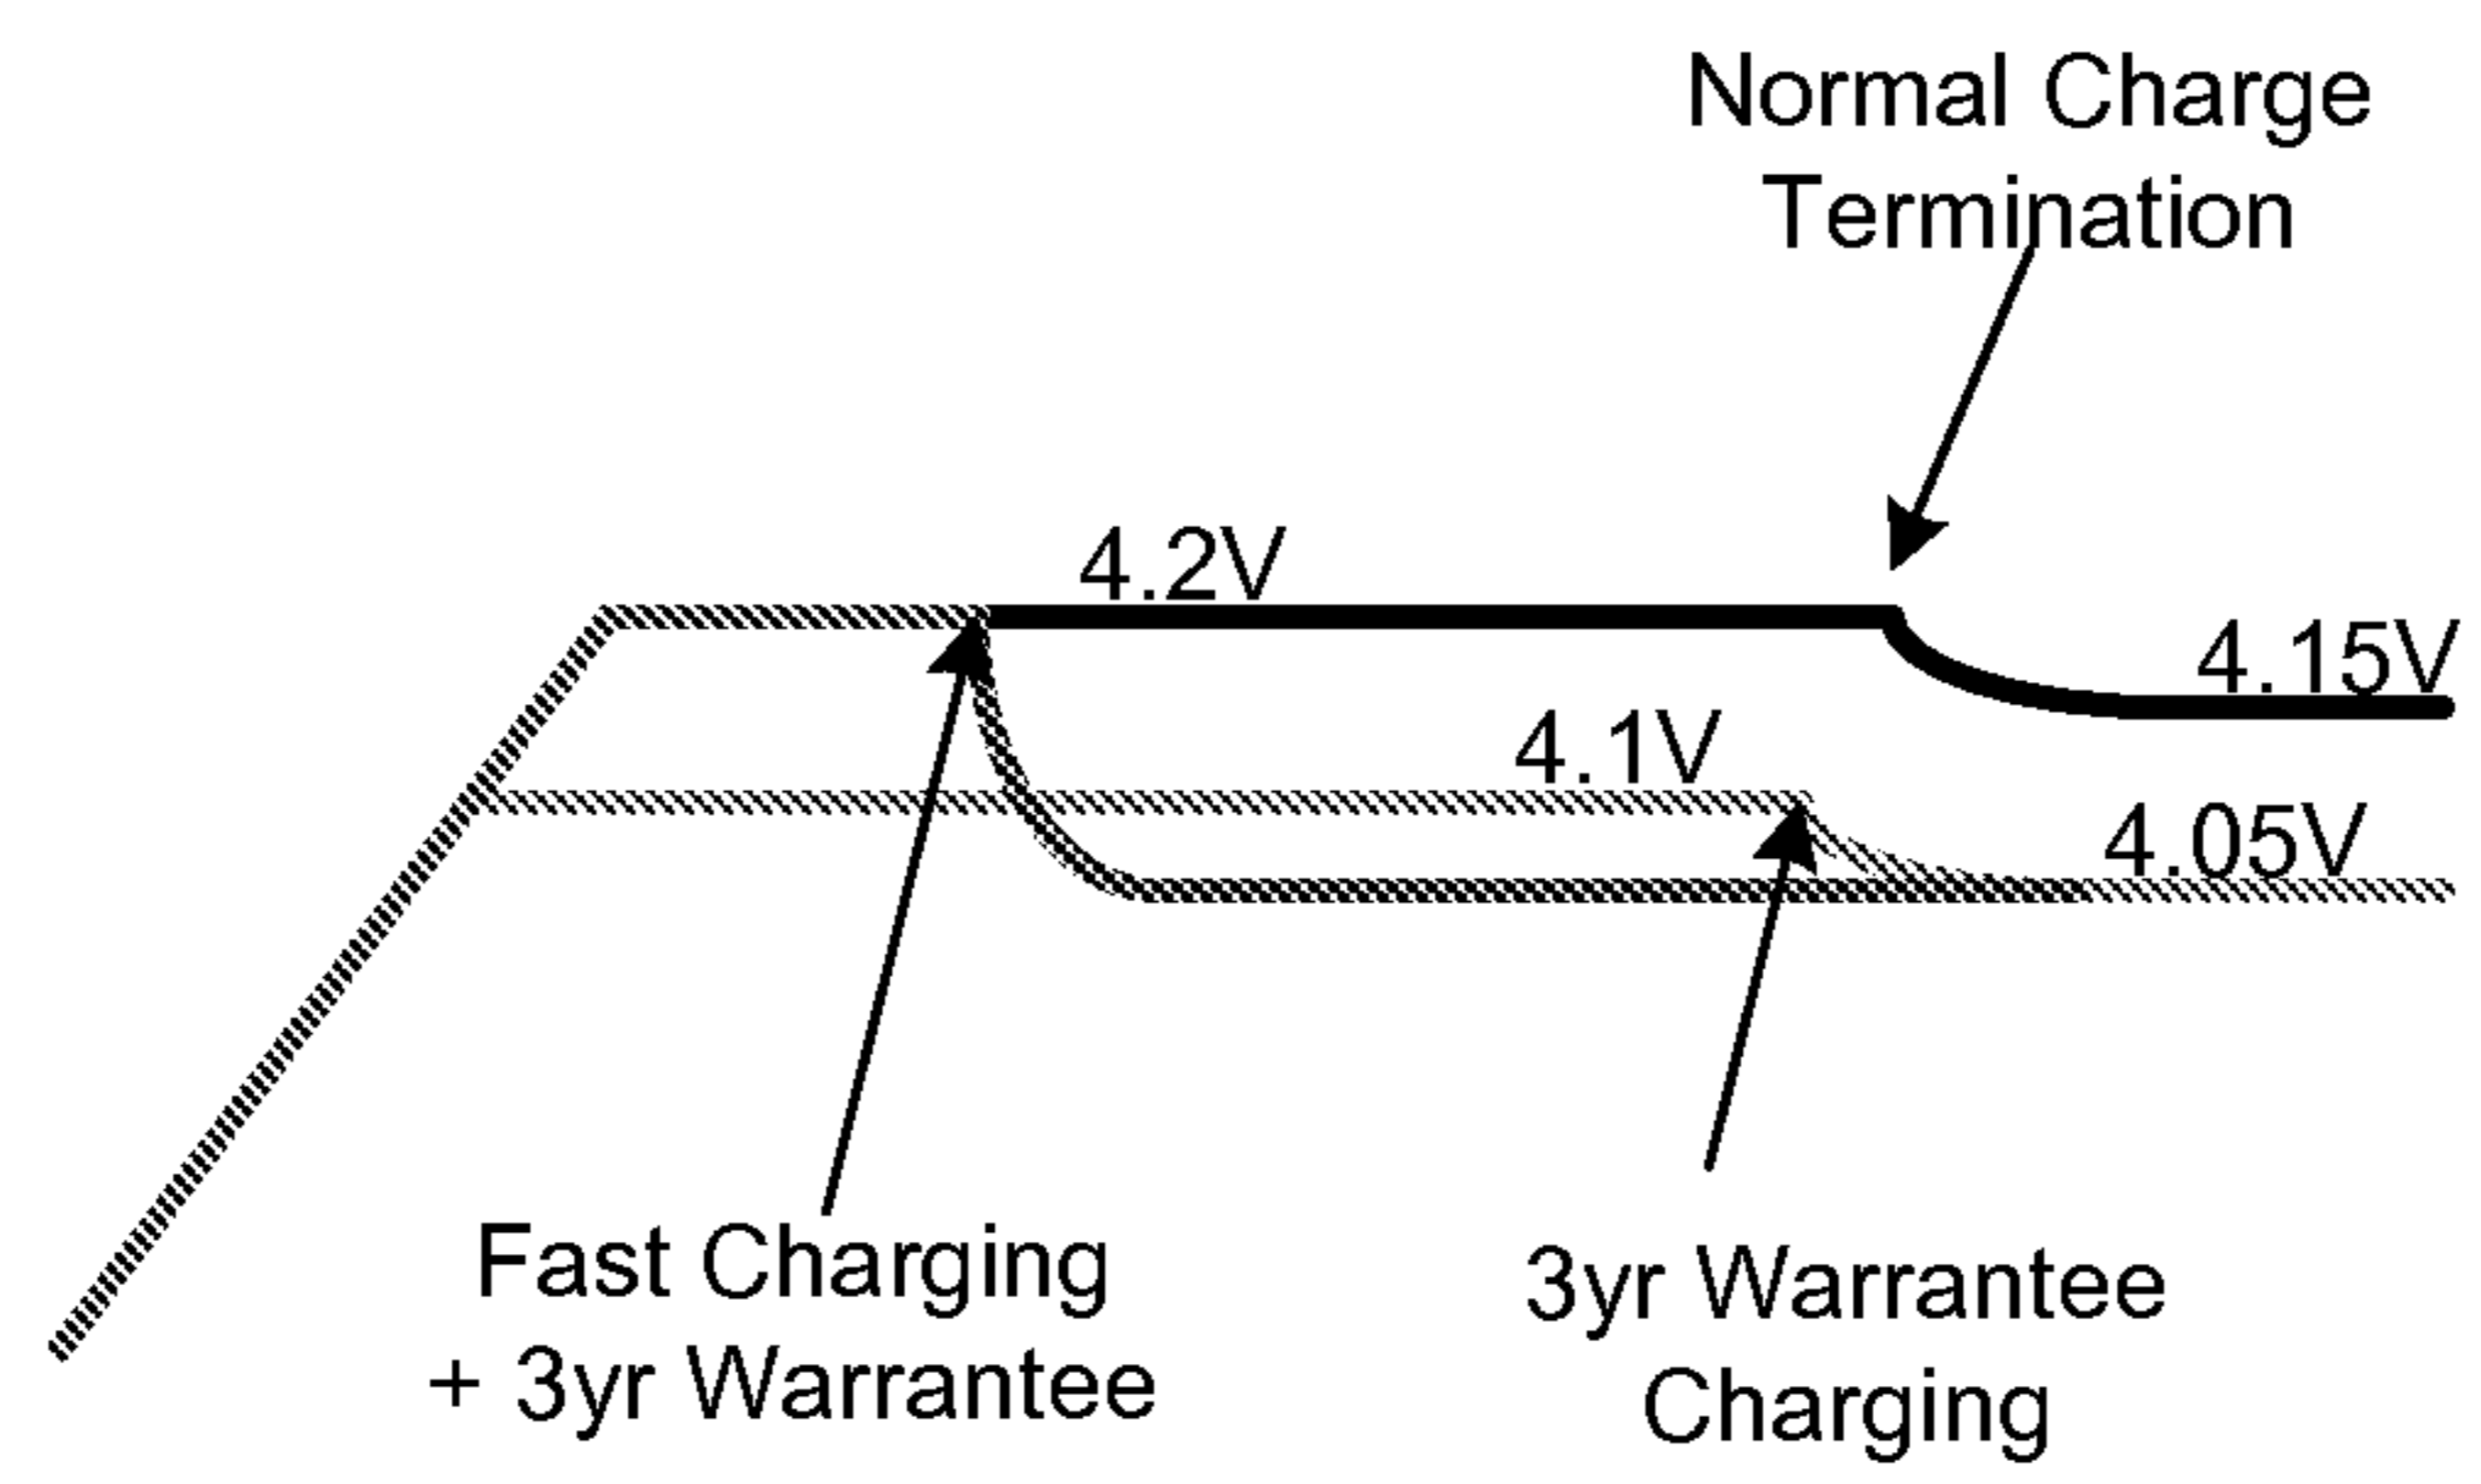 Normal Charge
Termination
4.2V
4.15V
4.1V
4.05V
Fast Charging
+ 3yr Warrantee
3yr Warrantee
Charging